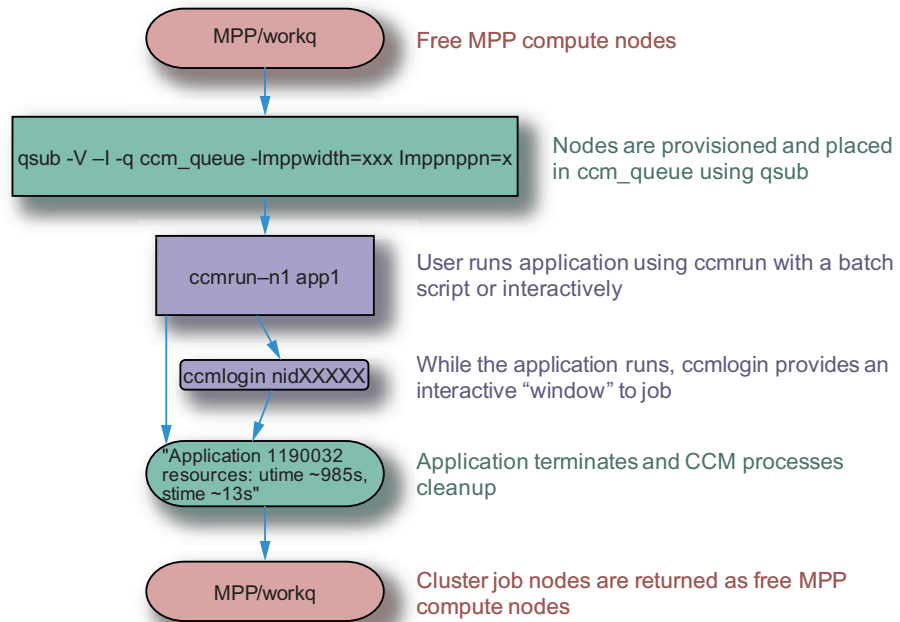 MPP/workq
Free MPP compute nodes
qsub -V –I -q ccm_queue -lmppwidth=xxx lmppnppn=x
Nodes are provisioned and placed
in ccm_queue using qsub
ccmrun–n1 app1
User runs application using ccmrun with a batch
script or interactively
ccmlogin nidXXXXX
While the application runs, ccmlogin provides an
interactive “window” to job
"Application 1190032
resources: utime ~985s,
stime ~13s"
Application terminates and CCM processes
cleanup
MPP/workq
Cluster job nodes are returned as free MPP
compute nodes